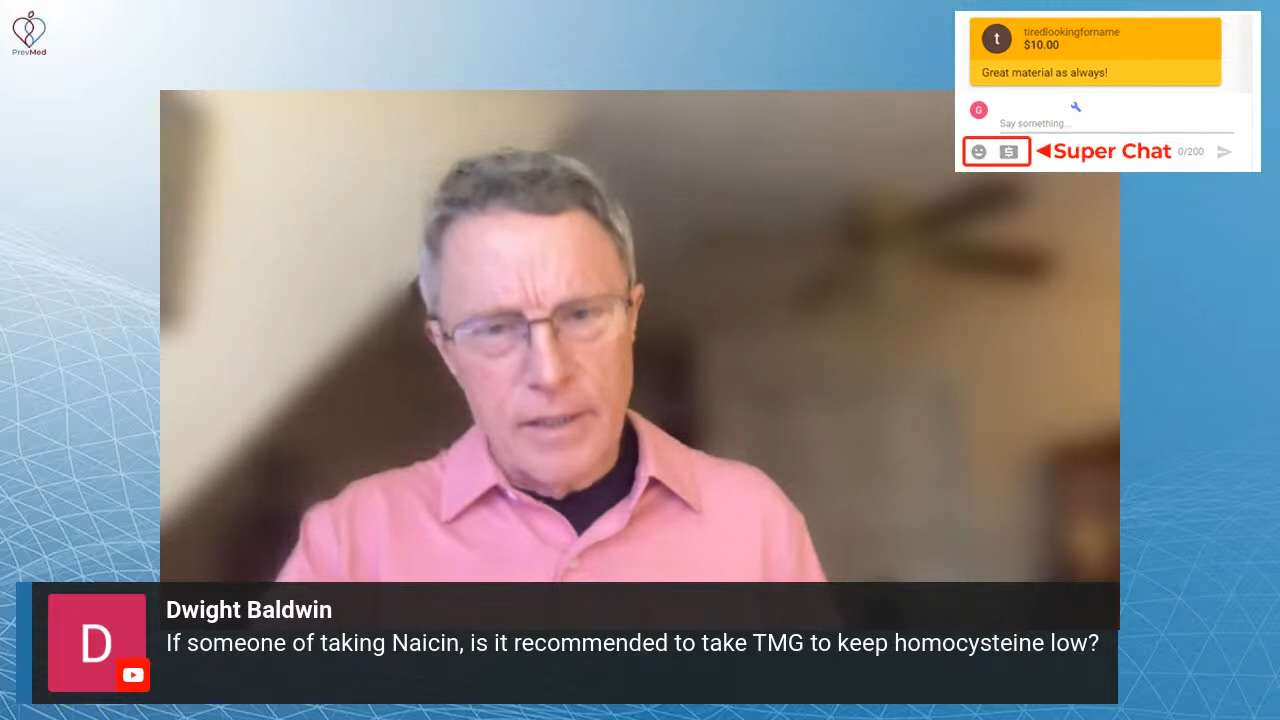 PrevMed
t
tiredlookingforname
$10.00
Great material as always!
G
Say something...
Super Chat
0/200
D
Dwight Baldwin
If someone of taking Naicin, is it recommended to take TMG to keep homocysteine low?